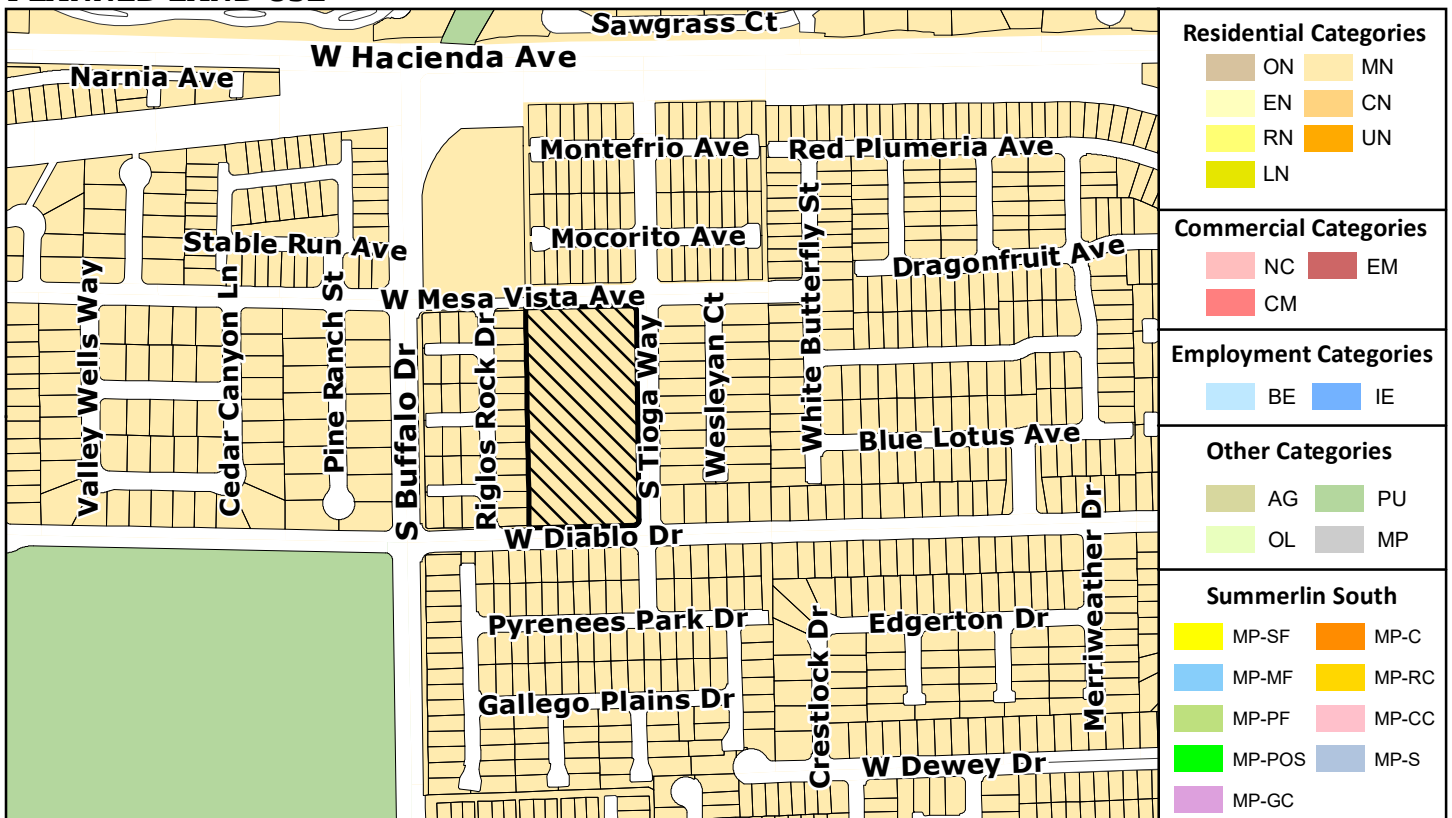 Sawgrass Ct
W Hacienda Ave
Narnia Ave
Montefrio Ave
Red Plumeria Ave
Stable Run Ave
Mocorito Ave
White Butterfly St
Dragonfruit Ave
W Mesa Vista Ave
Valley Wells Way
Cedar Canyon Ln
Pine Ranch St
S Buffalo Dr
Riglos Rock Dr
S Tioga Way
Wesleyan Ct
Blue Lotus Ave
W Diablo Dr
Merriweather Dr
Pyrenees Park Dr
Crestlock Dr
Edgerton Dr
Gallego Plains Dr
W Dewey Dr
Residential Categories
ON MN
EN CN
RN UN
LN
Commercial Categories
NC EM
CM
Employment Categories
BE IE
Other Categories
AG PU
OL MP
Summerlin South
MP-SF MP-C
MP-MF MP-RC
MP-PF MP-CC
MP-POS MP-S
MP-GC